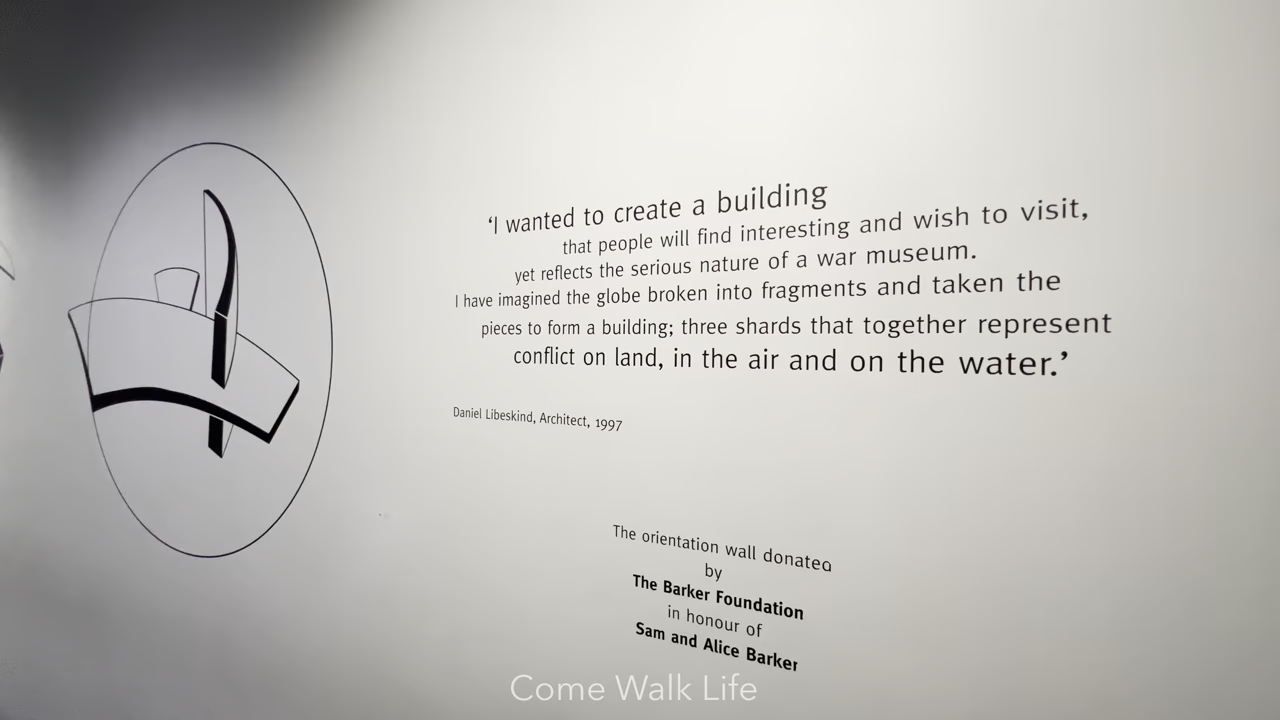 ‘I wanted to create a building
that people will find interesting and wish to visit,
yet reflects the serious nature of a war museum.
I have imagined the globe broken into fragments and taken the
pieces to form a building; three shards that together represent
conflict on land, in the air and on the water.’
Daniel Libeskind, Architect, 1997
The orientation wall donated
by
The Barker Foundation
in honour of
Sam and Alice Barker
Come Walk Life